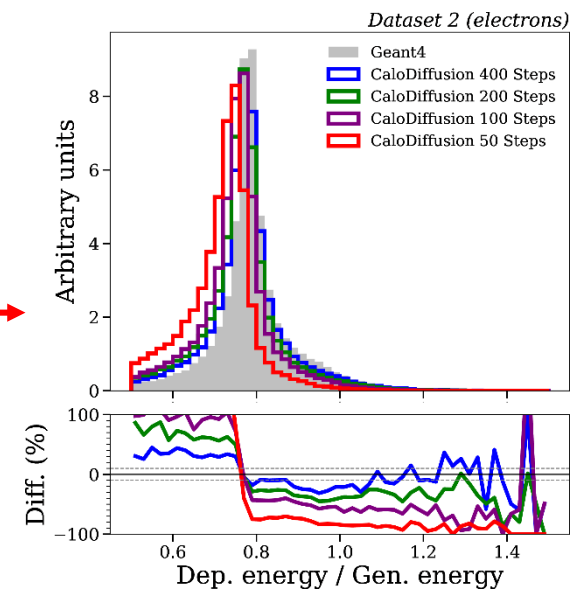 Dataset 2 (electrons)
Geant4
CaloDiffusion 400 Steps
CaloDiffusion 200 Steps
CaloDiffusion 100 Steps
CaloDiffusion 50 Steps
Arbitrary units
8
6
4
2
0
Diff. (%)
100
0
−100
0.6 0.8 1.0 1.2 1.4
Dep. energy / Gen. energy